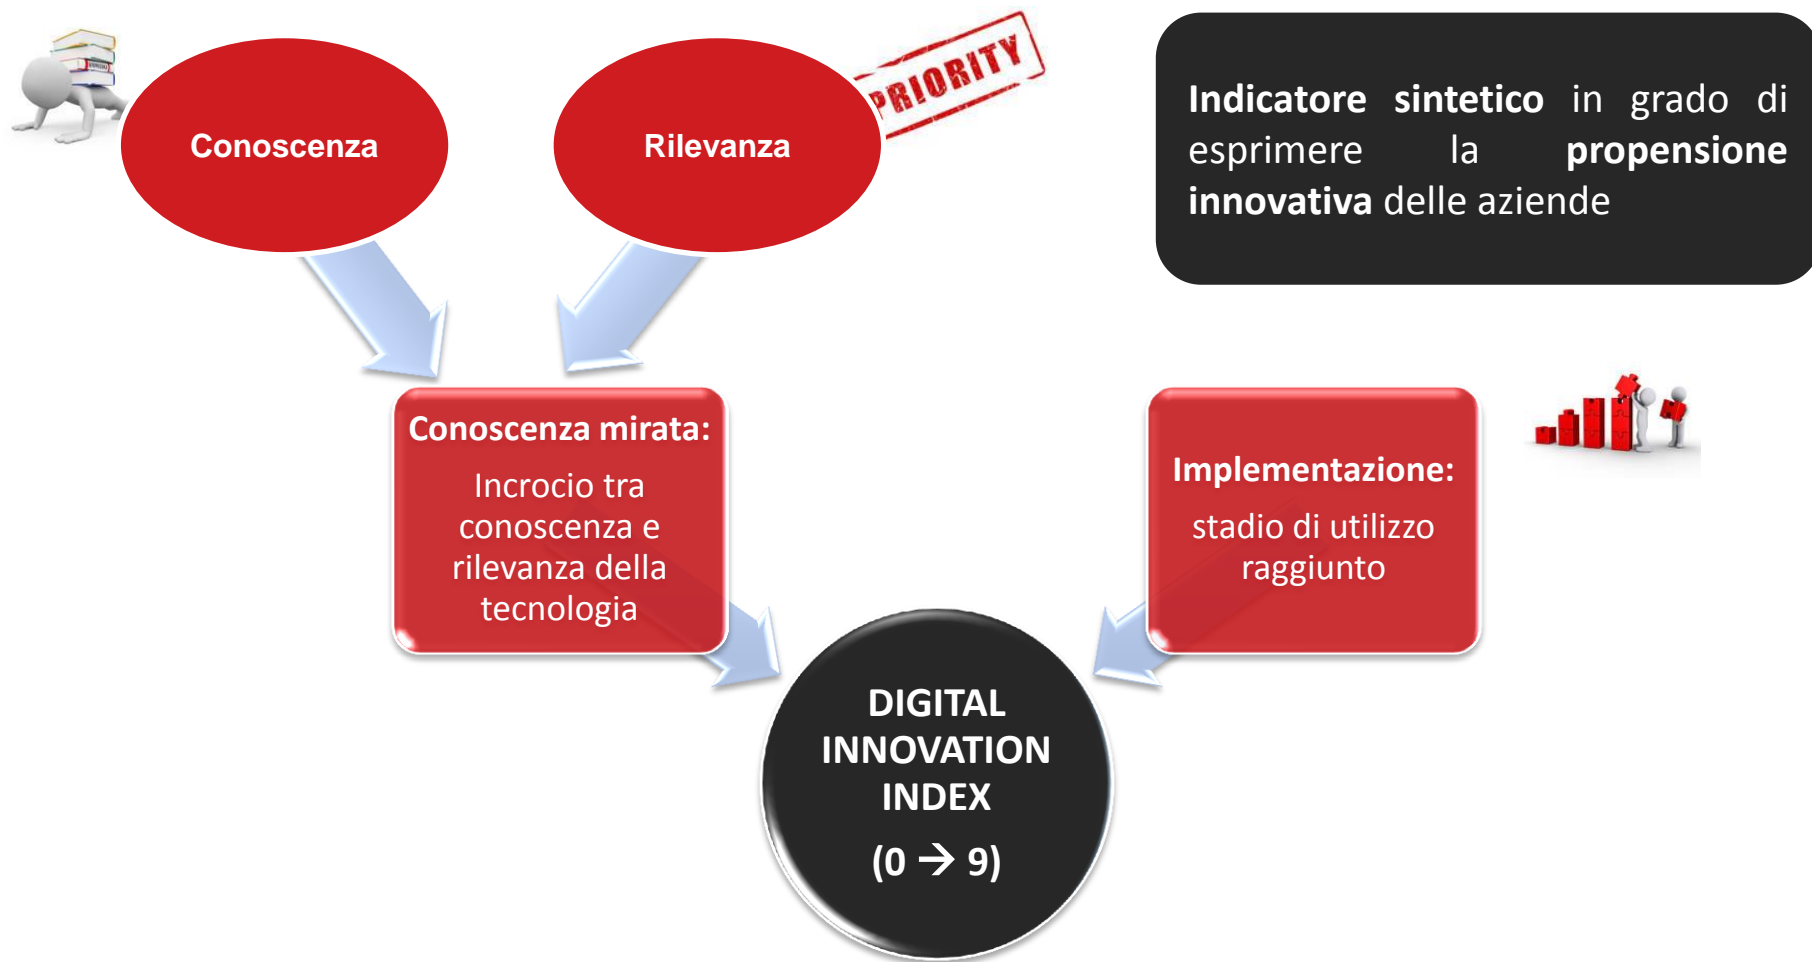 Conoscenza
Rilevanza
PRIORITY
Indicatore sintetico in grado di
esprimere la propensione
innovativa delle aziende
Conoscenza mirata:
Incrocio tra
conoscenza e
rilevanza della
tecnologia
Implementazione:
stadio di utilizzo
raggiunto
DIGITAL
INNOVATION
INDEX
(0 → 9)